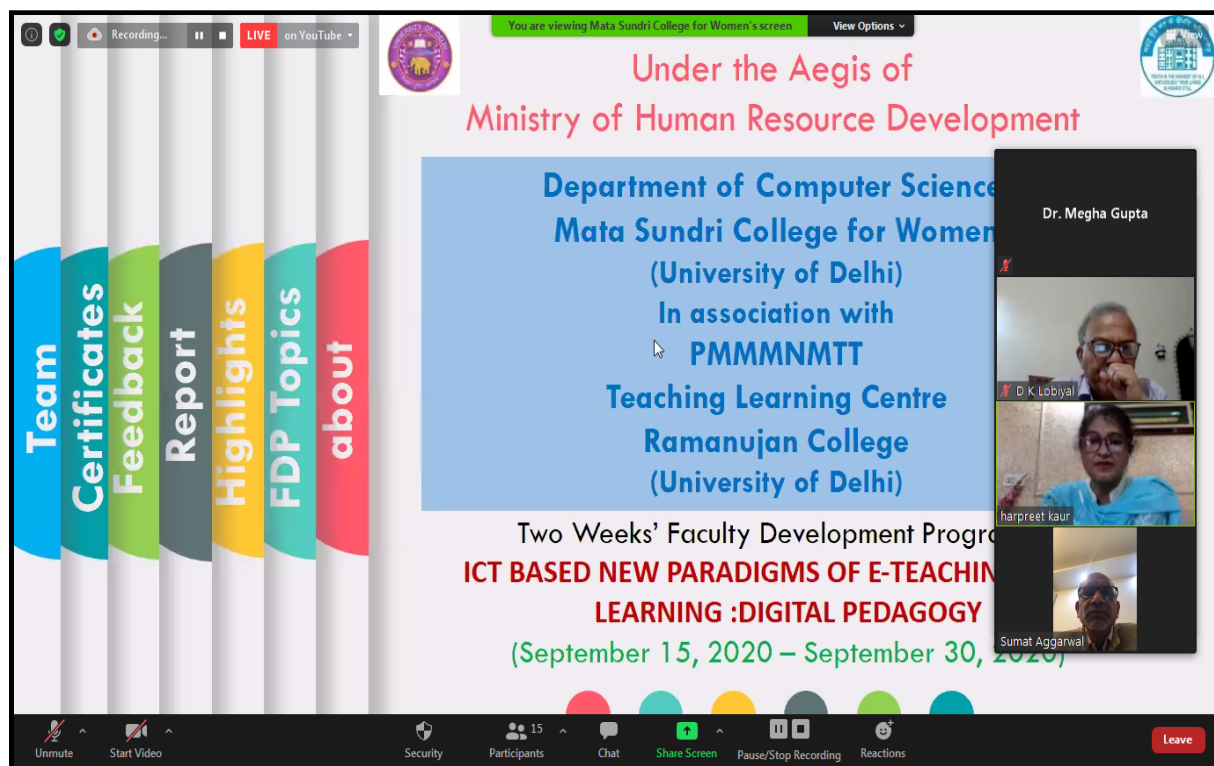 Recording...
LIVE on YouTube
You are viewing Mata Sundri College for Women's screen
View Options
View
Under the Aegis of
Ministry of Human Resource Development
Department of Computer Science
Mata Sundri College for Women
(University of Delhi)
In association with
PMMMNMTT
Teaching Learning Centre
Ramanujan College
(University of Delhi)
Two Weeks' Faculty Development
ICT BASED NEW PARADIGMS OF
LEARNING :DIGITAL PEDAGOGY
(September 15, 2020 – September 30, 2020)
Team
Certificates
Feedback
Report
Highlights
FDP Topics
about
Dr. Megha Gupta
D K Lobiyal
harpreet kaur
Sumat Aggarwal
Unmute
Start Video
Security
15
Participants
Chat
Share Screen
Pause/Stop Recording
Reactions
Leave